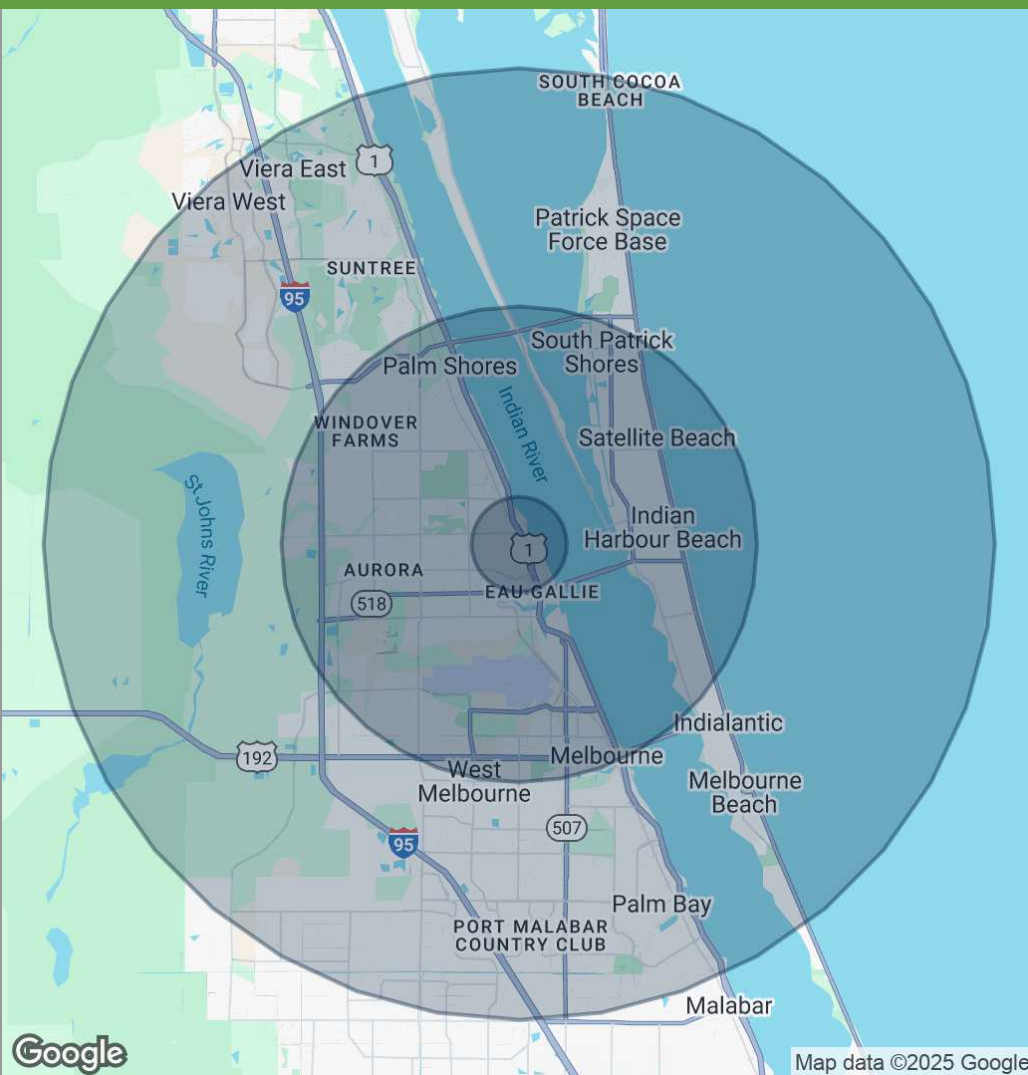 SOUTH COCOA
BEACH
Viera East
1
Viera West
Patrick Space
Force Base
SUNTREE
95
South Patrick
Shores
Palm Shores
Indian River
WINDOVER
FARMS
Satellite Beach
St Johns River
Indian
Harbour Beach
1
AURORA
EAU GALLIE
518
Indialantic
192
Melbourne
West
Melbourne
Melbourne
Beach
507
95
Palm Bay
PORT MALABAR
COUNTRY CLUB
Malabar
Google
Map data ©2025 Google